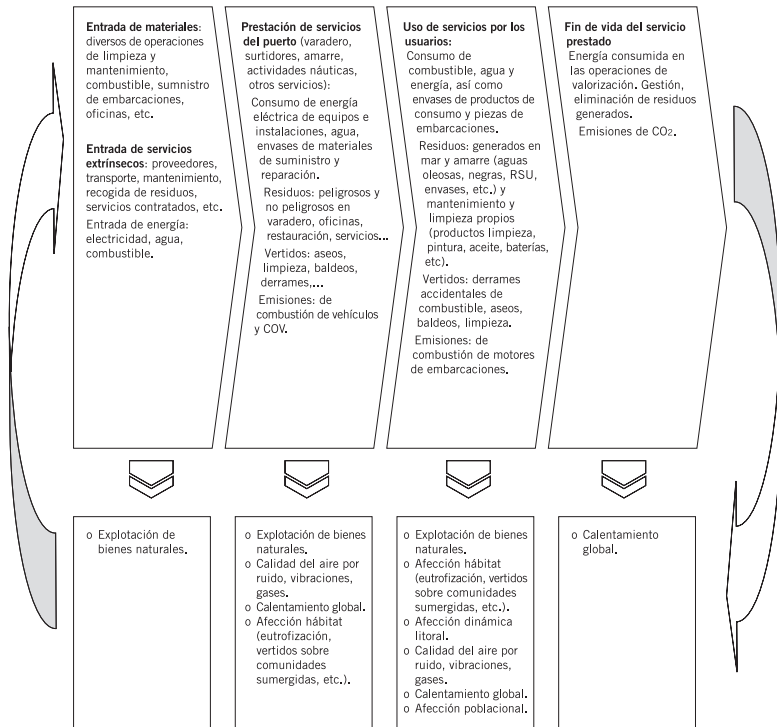 Entrada de materiales:
diversos de operaciones
de limpieza y
mantenimiento,
combustible, sumnistro
de embarcaciones,
oficinas, etc.
Entrada de servicios
extrínsecos: proveedores,
transporte, mantenimiento,
recogida de residuos,
servicios contratados, etc.
Entrada de energía:
electricidad, agua,
combustible.
Prestación de servicios
del puerto (varadero,
surtidores, amarre,
actividades náuticas,
otros servicios):
Consumo de energía
eléctrica de equipos e
instalaciones, agua,
envases de materiales
de suministro y
reparación.
Residuos: peligrosos y
no peligrosos en
varadero, oficinas,
restauración, servicios...
Vertidos: aseos,
limpieza, baldeos,
derrames,...
Emisiones: de
combustión de vehículos
y COV.
Uso de servicios por los
usuarios:
Consumo de
combustible, agua y
energía, así como
envases de productos de
consumo y piezas de
embarcaciones.
Residuos: generados en
mar y amarre (aguas
oleosas, negras, RSU,
envases, etc.) y
mantenimiento y
limpieza propios
(productos limpieza,
pintura, aceite, baterías,
etc).
Vertidos: derrames
accidentales de
combustible, aseos,
baldeos, limpieza.
Emisiones: de
combustión de motores
de embarcaciones.
Fin de vida del servicio
prestado
Energía consumida en
las operaciones de
valorización. Gestión,
eliminación de residuos
generados.
Emisiones de CO2.
o Explotación de
bienes naturales.
o Explotación de bienes
naturales.
o Calidad del aire por
ruido, vibraciones,
gases.
o Calentamiento global.
o Afección hábitat
(eutrofización,
vertidos sobre
comunidades
sumergidas, etc.).
o Explotación de bienes
naturales.
o Afección hábitat
(eutrofización, vertidos
sobre comunidades
sumergidas, etc.).
o Afección dinámica
litoral.
o Calidad del aire por
ruido, vibraciones,
gases.
o Calentamiento global.
o Afección poblacional.
o Calentamiento
global.